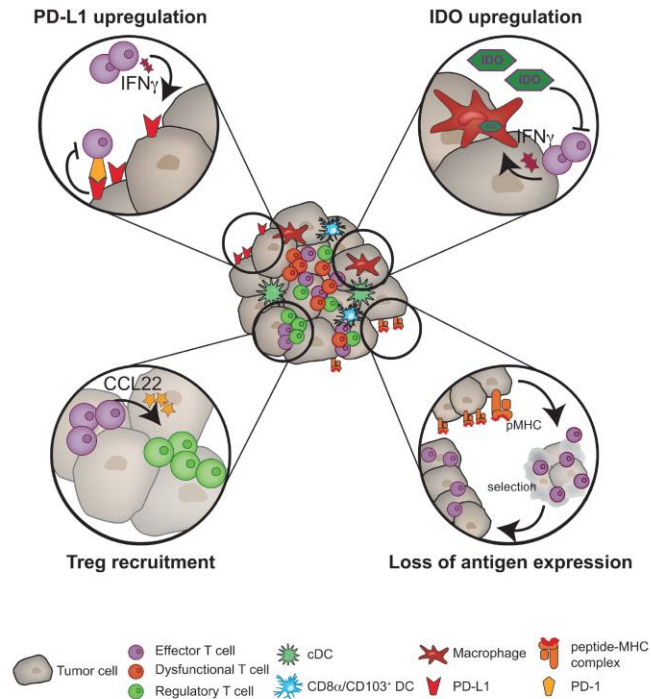 PD-L1 upregulation
IDO upregulation
IFNγ
IDO
IDO
IFNγ
CCL22
pMHC
selection
Treg recruitment
Loss of antigen expression
Tumor cell
Effector T cell
Dysfunctional T cell
Regulatory T cell
cDC
CD8α/CD103⁺ DC
Macrophage
PD-L1
peptide-MHC
complex
PD-1